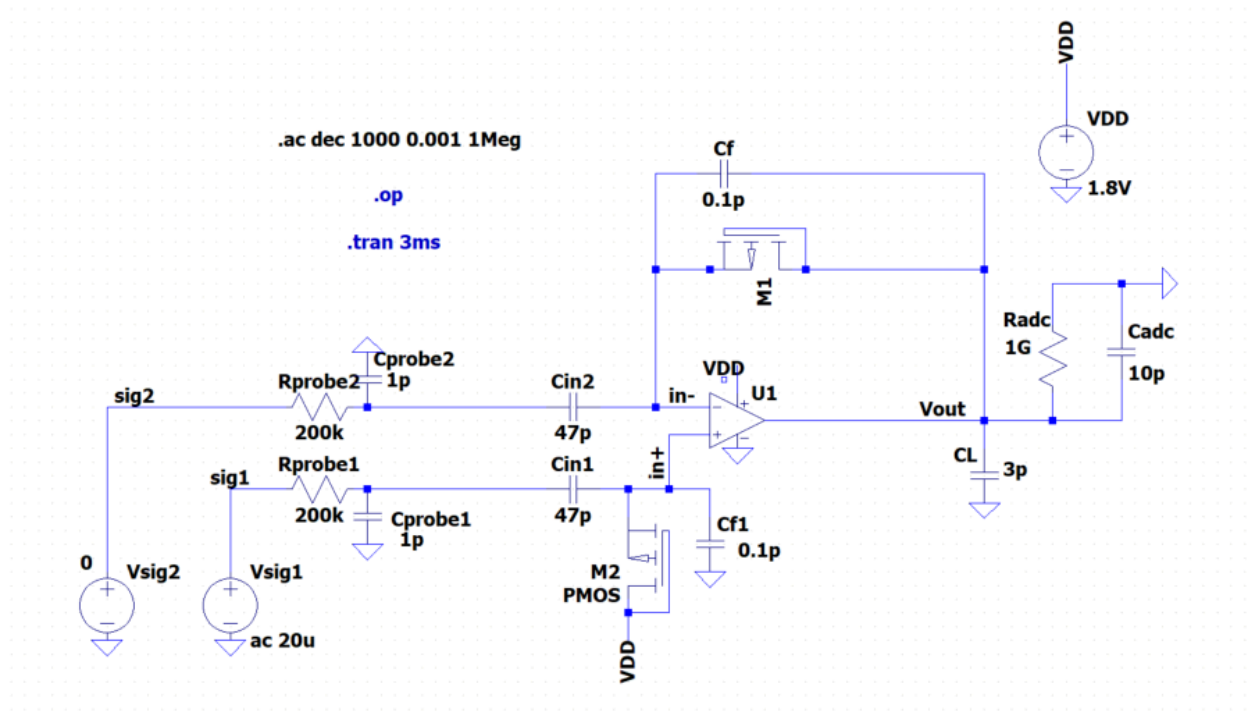 VDD
VDD
1.8V
.ac dec 1000 0.001 1Meg
.op
.tran 3ms
Cf
0.1p
M1
Radc
1G
Cadc
10p
Cprobe2
1p
Rprobe2
200k
sig2
Cin2
47p
VDD
in-
U1
Vout
CL
3p
in+
sig1
Rprobe1
200k
Cprobe1
1p
Cin1
47p
Cf1
0.1p
M2
PMOS
VDD
0
Vsig2
Vsig1
ac 20u